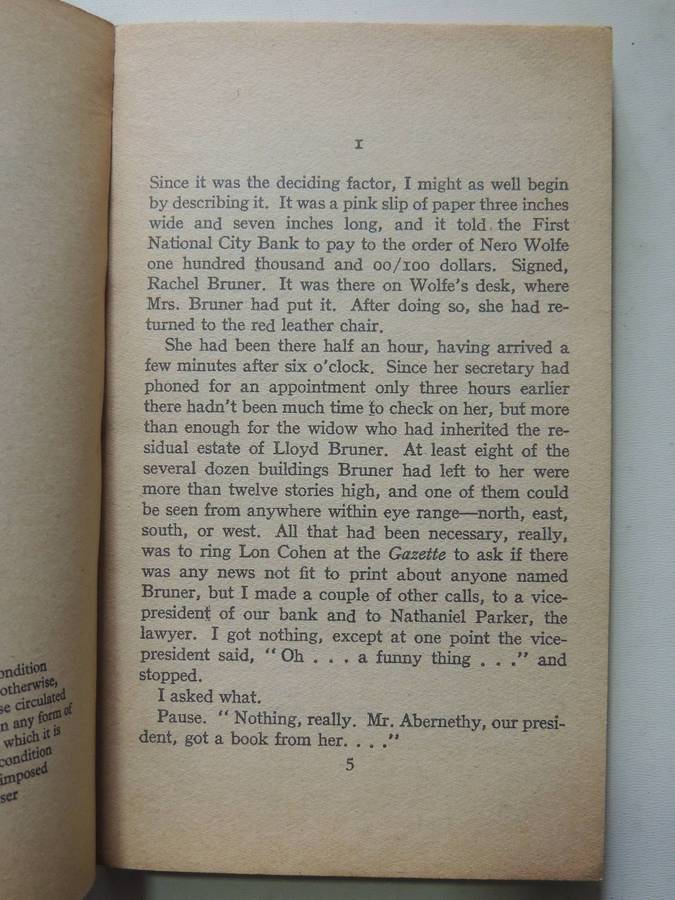 ondition
otherwise,
se circulated
n any form of
which it is
condition
imposed
ser
I
Since it was the deciding factor, I might as well begin
by describing it. It was a pink slip of paper three inches
wide and seven inches long, and it told the First
National City Bank to pay to the order of Nero Wolfe
one hundred thousand and 00/100 dollars. Signed,
Rachel Bruner. It was there on Wolfe's desk, where
Mrs. Bruner had put it. After doing so, she had re-
turned to the red leather chair.
She had been there half an hour, having arrived a
few minutes after six o'clock. Since her secretary had
phoned for an appointment only three hours earlier
there hadn't been much time to check on her, but more
than enough for the widow who had inherited the re-
sidual estate of Lloyd Bruner. At least eight of the
several dozen buildings Bruner had left to her were
more than twelve stories high, and one of them could
be seen from anywhere within eye range—north, east,
south, or west. All that had been necessary, really,
was to ring Lon Cohen at the Gazette to ask if there
was any news not fit to print about anyone named
Bruner, but I made a couple of other calls, to a vice-
president of our bank and to Nathaniel Parker, the
lawyer. I got nothing, except at one point the vice-
president said, "Oh . . . a funny thing . . ." and
stopped.
I asked what.
Pause. "Nothing, really. Mr. Abernethy, our presi-
dent, got a book from her. . . ."
5